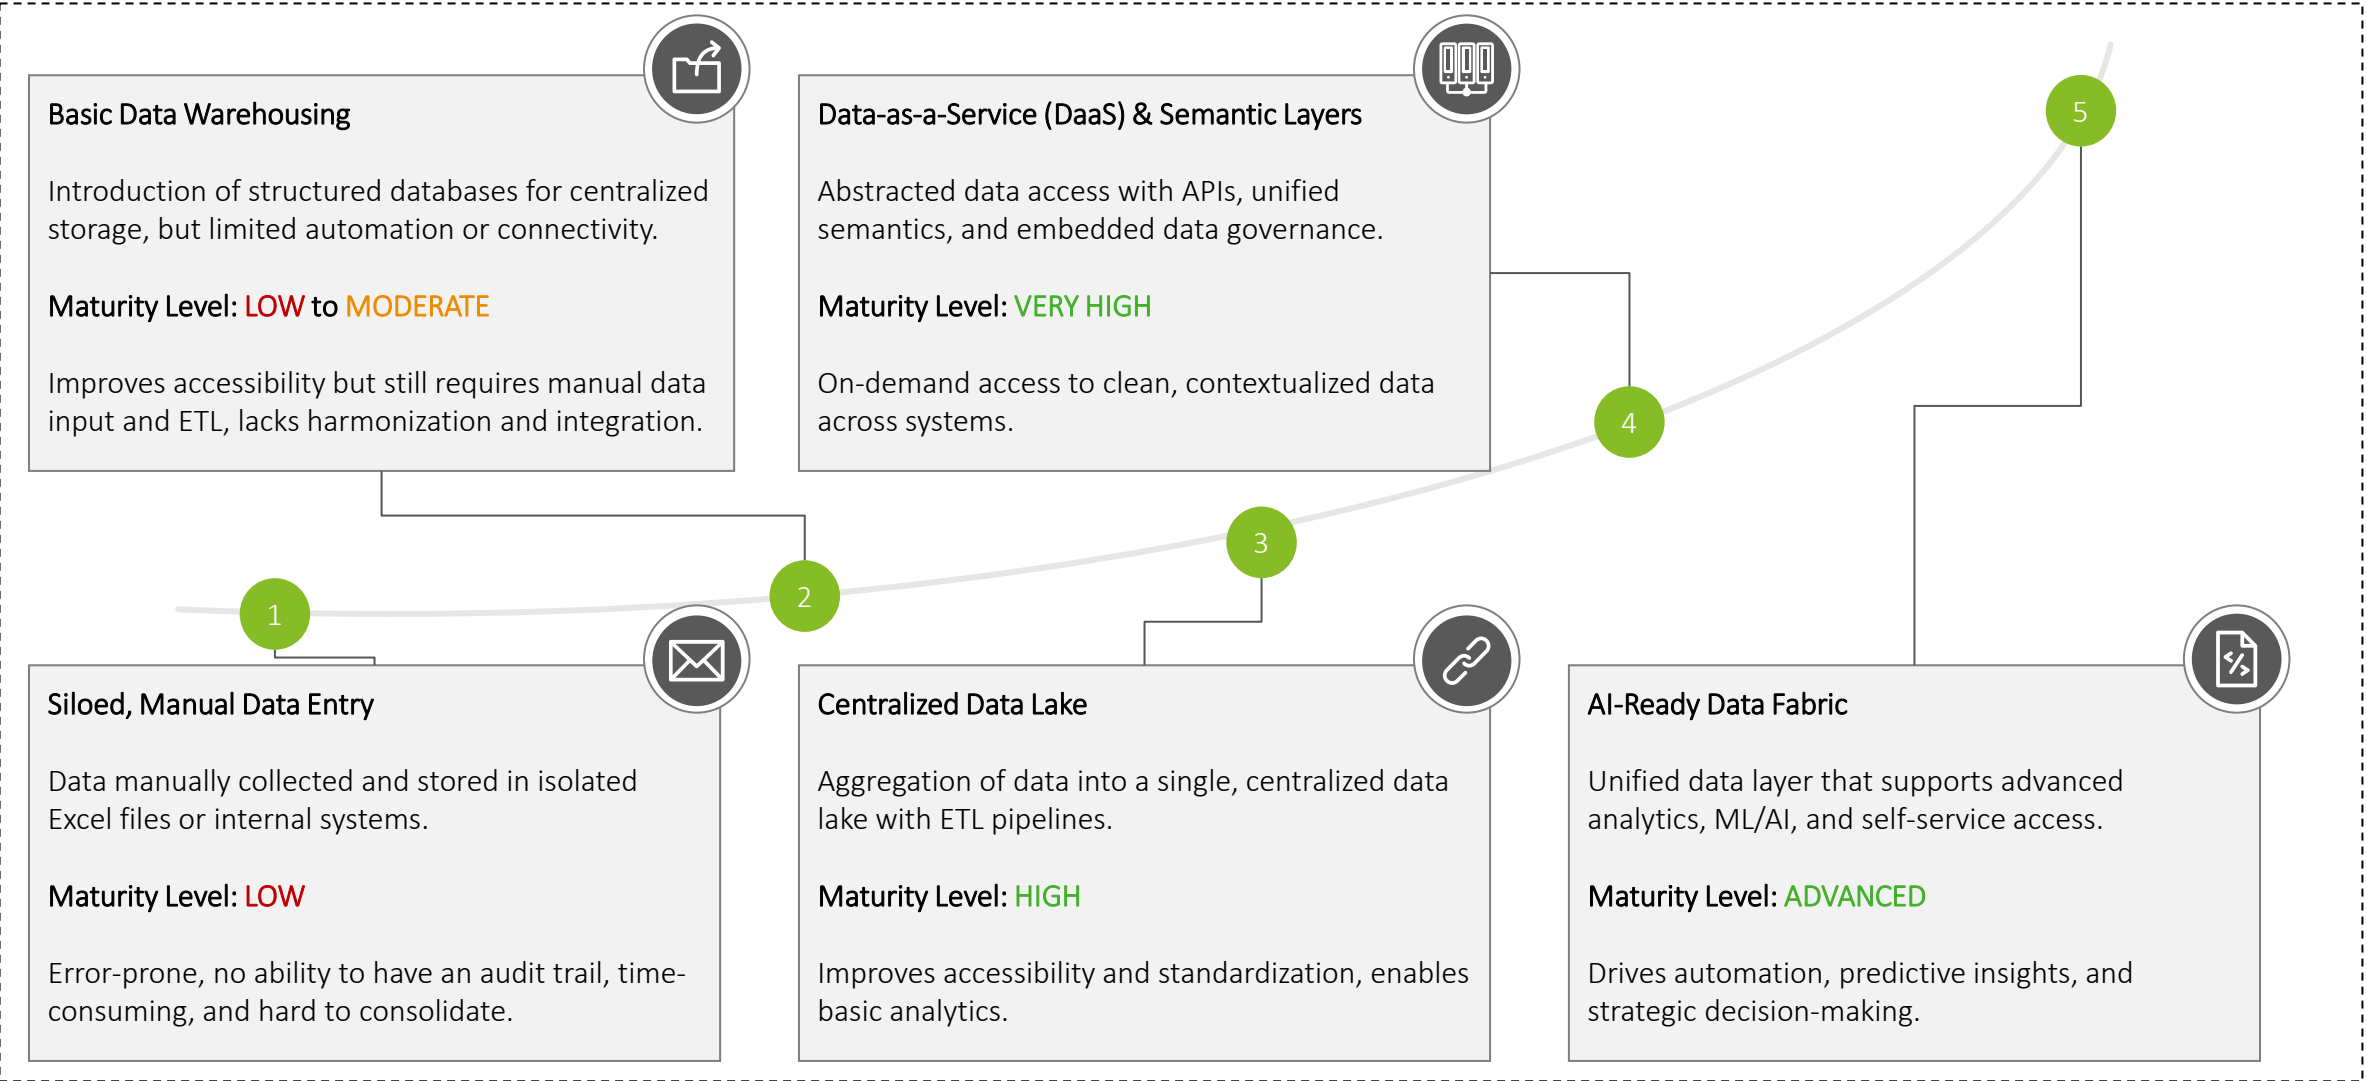 Basic Data Warehousing
Introduction of structured databases for centralized
storage, but limited automation or connectivity.
Maturity Level: LOW to MODERATE
Improves accessibility but still requires manual data
input and ETL, lacks harmonization and integration.
Data-as-a-Service (DaaS) & Semantic Layers
Abstracted data access with APIs, unified
semantics, and embedded data governance.
Maturity Level: VERY HIGH
On-demand access to clean, contextualized data
across systems.
5
4
3
2
1
Siloed, Manual Data Entry
Data manually collected and stored in isolated
Excel files or internal systems.
Maturity Level: LOW
Error-prone, no ability to have an audit trail, time-
consuming, and hard to consolidate.
Centralized Data Lake
Aggregation of data into a single, centralized data
lake with ETL pipelines.
Maturity Level: HIGH
Improves accessibility and standardization, enables
basic analytics.
AI-Ready Data Fabric
Unified data layer that supports advanced
analytics, ML/AI, and self-service access.
Maturity Level: ADVANCED
Drives automation, predictive insights, and
strategic decision-making.